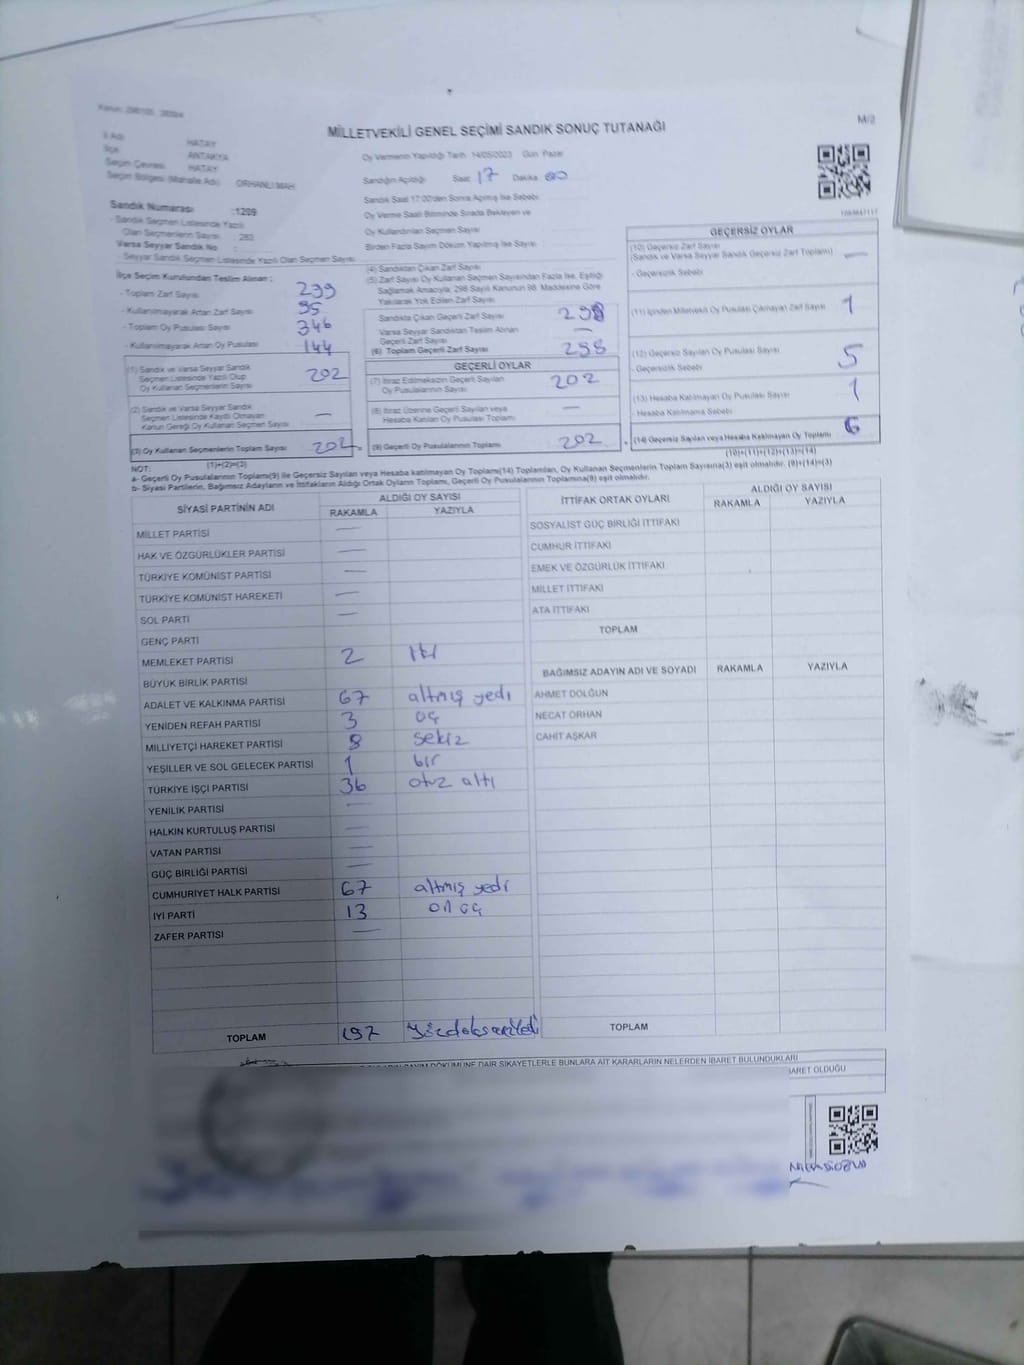 MİLLETVEKİLİ GENEL SEÇİMİ SANDIK SONUÇ TUTANAĞI
M/2
İl Adı HATAY
İlçe ANTAKYA
Seçim Çevresi HATAY
Seçim Bölgesi (Mahalle Adı) ORHANLI MAH
Oy Vermenin Yapıldığı Tarih 14/05/2023 Gün Pazar
Sandığın Açıldığı Saat 17 Dakika 00
Sandık Saat 17:00'den Sonra Açılmış İse Sebebi
Oy Verme Saati Bitiminde Sırada Bekleyen ve
Oy Kullandırılan Seçmen Sayısı
Birden Fazla Sayım Döküm Yapılmış İse Sayısı
Sandık Numarası :1209
- Sandık Seçmen Listesinde Yazılı
Olan Seçmenlerin Sayısı : 283
Varsa Seyyar Sandık No
- Seyyar Sandık Seçmen Listesinde Yazılı Olan Seçmen Sayısı
İlçe Seçim Kurulundan Teslim Alınan :
- Toplam Zarf Sayısı 299
- Kullanılmayarak Artan Zarf Sayısı 95
- Toplam Oy Pusulası Sayısı 346
- Kullanılmayarak Artan Oy Pusulası 144
(1) Sandık ve Varsa Seyyar Sandık
Seçmen Listesinde Yazılı Olup
Oy Kullanan Seçmenlerin Sayısı 202
(2) Sandık ve Varsa Seyyar Sandık
Seçmen Listesinde Kaydı Olmayan
Kanun Gereği Oy Kullanan Seçmen Sayısı —
(3) Oy Kullanan Seçmenlerin Toplam Sayısı 202
(1)+(2)=(3)
(4) Sandıktan Çıkan Zarf Sayısı
(5) Zarf Sayısı Oy Kullanan Seçmen Sayısından Fazla İse, Eşitliği
Sağlamak Amacıyla, 298 Sayılı Kanunun 98. Maddesine Göre
Yakılarak Yok Edilen Zarf Sayısı
Sandıkta Çıkan Geçerli Zarf Sayısı 298
Varsa Seyyar Sandıktan Teslim Alınan
Geçerli Zarf Sayısı —
(6) Toplam Geçerli Zarf Sayısı 298
GEÇERLİ OYLAR
(7) İtiraz Edilmeksizin Geçerli Sayılan
Oy Pusulalarının Sayısı 202
(8) İtiraz Üzerine Geçerli Sayılan veya
Hesaba Katılan Oy Pusulası Toplamı —
(9) Geçerli Oy Pusulalarının Toplamı 202
GEÇERSİZ OYLAR
(10) Geçersiz Zarf Sayısı
(Sandık ve Varsa Seyyar Sandık Geçersiz Zarf Toplamı) —
- Geçersizlik Sebebi
(11) İçinden Milletvekili Oy Pusulası Çıkmayan Zarf Sayısı 1
(12) Geçersiz Sayılan Oy Pusulası Sayısı 5
- Geçersizlik Sebebi
(13) Hesaba Katılmayan Oy Pusulası Sayısı 1
- Hesaba Katılmama Sebebi
(14) Geçersiz Sayılan veya Hesaba Katılmayan Oy Toplamı 6
(10)+(11)+(12)+(13)=(14)
NOT:
a- Geçerli Oy Pusulalarının Toplamı(9) ile Geçersiz Sayılan veya Hesaba katılmayan Oy Toplamı(14) Toplamları, Oy Kullanan Seçmenlerin Toplam Sayısına(3) eşit olmalıdır. (9)+(14)=(3)
b- Siyasi Partilerin, Bağımsız Adayların ve İttifakların Aldığı Ortak Oyların Toplamı, Geçerli Oy Pusulalarının Toplamına(9) eşit olmalıdır.
SİYASİ PARTİNİN ADI ALDIĞI OY SAYISI
RAKAMLA YAZIYLA
MİLLET PARTİSİ —
HAK VE ÖZGÜRLÜKLER PARTİSİ —
TÜRKİYE KOMÜNİST PARTİSİ —
TÜRKİYE KOMÜNİST HAREKETİ —
SOL PARTİ —
GENÇ PARTİ
MEMLEKET PARTİSİ 2 iki
BÜYÜK BİRLİK PARTİSİ
ADALET VE KALKINMA PARTİSİ 67 altmış yedi
YENİDEN REFAH PARTİSİ 3 üç
MİLLİYETÇİ HAREKET PARTİSİ 8 sekiz
YEŞİLLER VE SOL GELECEK PARTİSİ 1 bir
TÜRKİYE İŞÇİ PARTİSİ 36 otuz altı
YENİLİK PARTİSİ —
HALKIN KURTULUŞ PARTİSİ —
VATAN PARTİSİ —
GÜÇ BİRLİĞİ PARTİSİ —
CUMHURİYET HALK PARTİSİ 67 altmış yedi
İYİ PARTİ 13 on üç
ZAFER PARTİSİ —
TOPLAM 197 Yüzdoksanyedi
İTTİFAK ORTAK OYLARI ALDIĞI OY SAYISI
RAKAMLA YAZIYLA
SOSYALİST GÜÇ BİRLİĞİ İTTİFAKI
CUMHUR İTTİFAKI
EMEK VE ÖZGÜRLÜK İTTİFAKI
MİLLET İTTİFAKI
ATA İTTİFAKI
TOPLAM
BAĞIMSIZ ADAYIN ADI VE SOYADI RAKAMLA YAZIYLA
AHMET DOLĞUN
NECAT ORHAN
CAHİT AŞKAR
TOPLAM
DÖKÜMÜNE DAİR ŞİKAYETLERLE BUNLARA AİT KARARLARIN NELERDEN İBARET BULUNDUKLARI
İBARET OLDUĞU